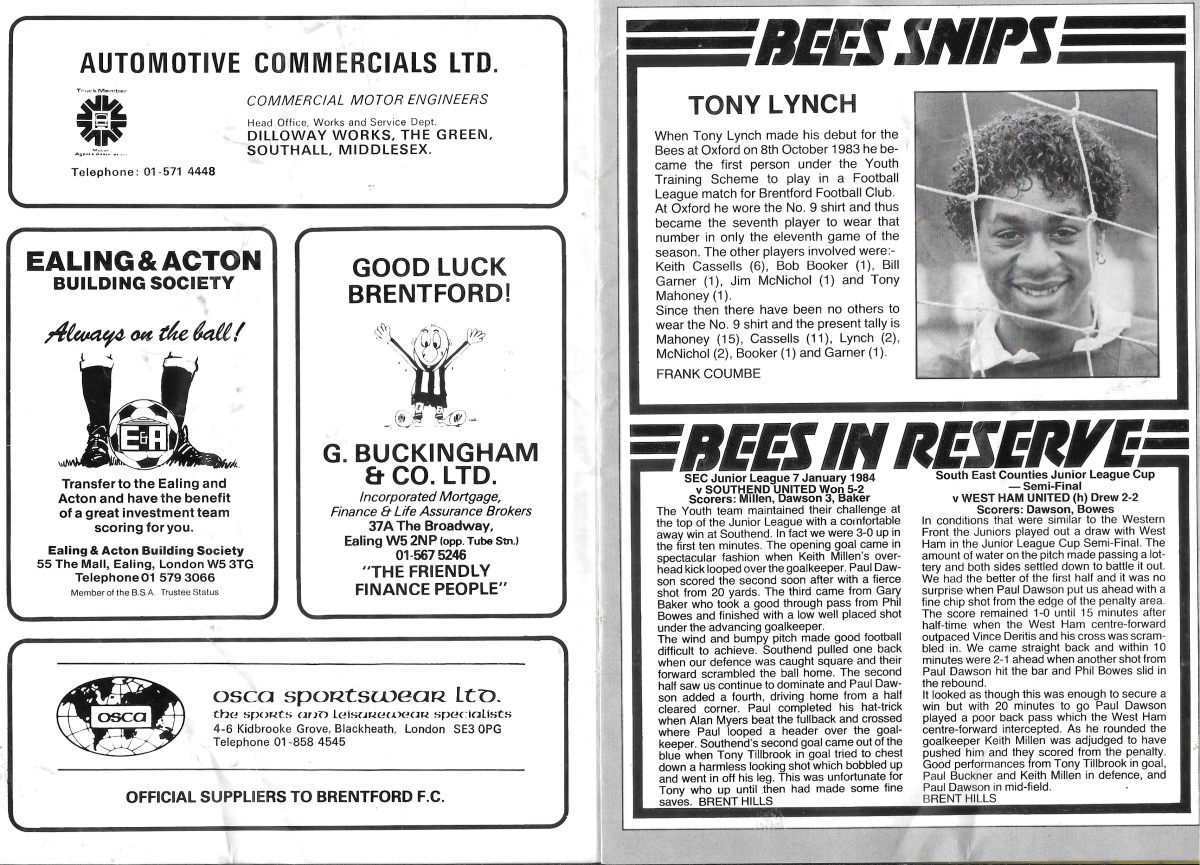 AUTOMOTIVE COMMERCIALS LTD.
Truck Member
COMMERCIAL MOTOR ENGINEERS
Head Office, Works and Service Dept.
DILLOWAY WORKS, THE GREEN,
SOUTHALL, MIDDLESEX.
Telephone: 01-571 4448
EALING & ACTON
BUILDING SOCIETY
Always on the ball!
E&A
Transfer to the Ealing and
Acton and have the benefit
of a great investment team
scoring for you.
Ealing & Acton Building Society
55 The Mall, Ealing, London W5 3TG
Telephone 01 579 3066
Member of the B.S.A. Trustee Status
GOOD LUCK
BRENTFORD!
G. BUCKINGHAM
& CO. LTD.
Incorporated Mortgage,
Finance & Life Assurance Brokers
37A The Broadway,
Ealing W5 2NP (opp. Tube Stn.)
01-567 5246
"THE FRIENDLY
FINANCE PEOPLE"
osca
osca sportswear Ltd.
the sports and leisurewear specialists
4-6 Kidbrooke Grove, Blackheath, London SE3 0PG
Telephone 01-858 4545
OFFICIAL SUPPLIERS TO BRENTFORD F.C.
BEES SNIPS
TONY LYNCH
When Tony Lynch made his debut for the
Bees at Oxford on 8th October 1983 he be-
came the first person under the Youth
Training Scheme to play in a Football
League match for Brentford Football Club.
At Oxford he wore the No. 9 shirt and thus
became the seventh player to wear that
number in only the eleventh game of the
season. The other players involved were:-
Keith Cassells (6), Bob Booker (1), Bill
Garner (1), Jim McNichol (1) and Tony
Mahoney (1).
Since then there have been no others to
wear the No. 9 shirt and the present tally is
Mahoney (15), Cassells (11), Lynch (2),
McNichol (2), Booker (1) and Garner (1).
FRANK COUMBE
BEES IN RESERVE
SEC Junior League 7 January 1984
v SOUTHEND UNITED Won 5-2
Scorers: Millen, Dawson 3, Baker
The Youth team maintained their challenge at
the top of the Junior League with a comfortable
away win at Southend. In fact we were 3-0 up in
the first ten minutes. The opening goal came in
spectacular fashion when Keith Millen's over-
head kick looped over the goalkeeper. Paul Daw-
son scored the second soon after with a fierce
shot from 20 yards. The third came from Gary
Baker who took a good through pass from Phil
Bowes and finished with a low well placed shot
under the advancing goalkeeper.
The wind and bumpy pitch made good football
difficult to achieve. Southend pulled one back
when our defence was caught square and their
forward scrambled the ball home. The second
half saw us continue to dominate and Paul Daw-
son added a fourth, driving home from a half
cleared corner. Paul completed his hat-trick
when Alan Myers beat the fullback and crossed
where Paul looped a header over the goal-
keeper. Southend's second goal came out of the
blue when Tony Tillbrook in goal tried to chest
down a harmless looking shot which bobbled up
and went in off his leg. This was unfortunate for
Tony who up until then had made some fine
saves. BRENT HILLS
South East Counties Junior League Cup
— Semi-Final
v WEST HAM UNITED (h) Drew 2-2
Scorers: Dawson, Bowes
In conditions that were similar to the Western
Front the Juniors played out a draw with West
Ham in the Junior League Cup Semi-Final. The
amount of water on the pitch made passing a lot-
tery and both sides settled down to battle it out.
We had the better of the first half and it was no
surprise when Paul Dawson put us ahead with a
fine chip shot from the edge of the penalty area.
The score remained 1-0 until 15 minutes after
half-time when the West Ham centre-forward
outpaced Vince Deritis and his cross was scram-
bled in. We came straight back and within 10
minutes were 2-1 ahead when another shot from
Paul Dawson hit the bar and Phil Bowes slid in
the rebound.
It looked as though this was enough to secure a
win but with 20 minutes to go Paul Dawson
played a poor back pass which the West Ham
centre-forward intercepted. As he rounded the
goalkeeper Keith Millen was adjudged to have
pushed him and they scored from the penalty.
Good performances from Tony Tillbrook in goal,
Paul Buckner and Keith Millen in defence, and
Paul Dawson in mid-field.
BRENT HILLS